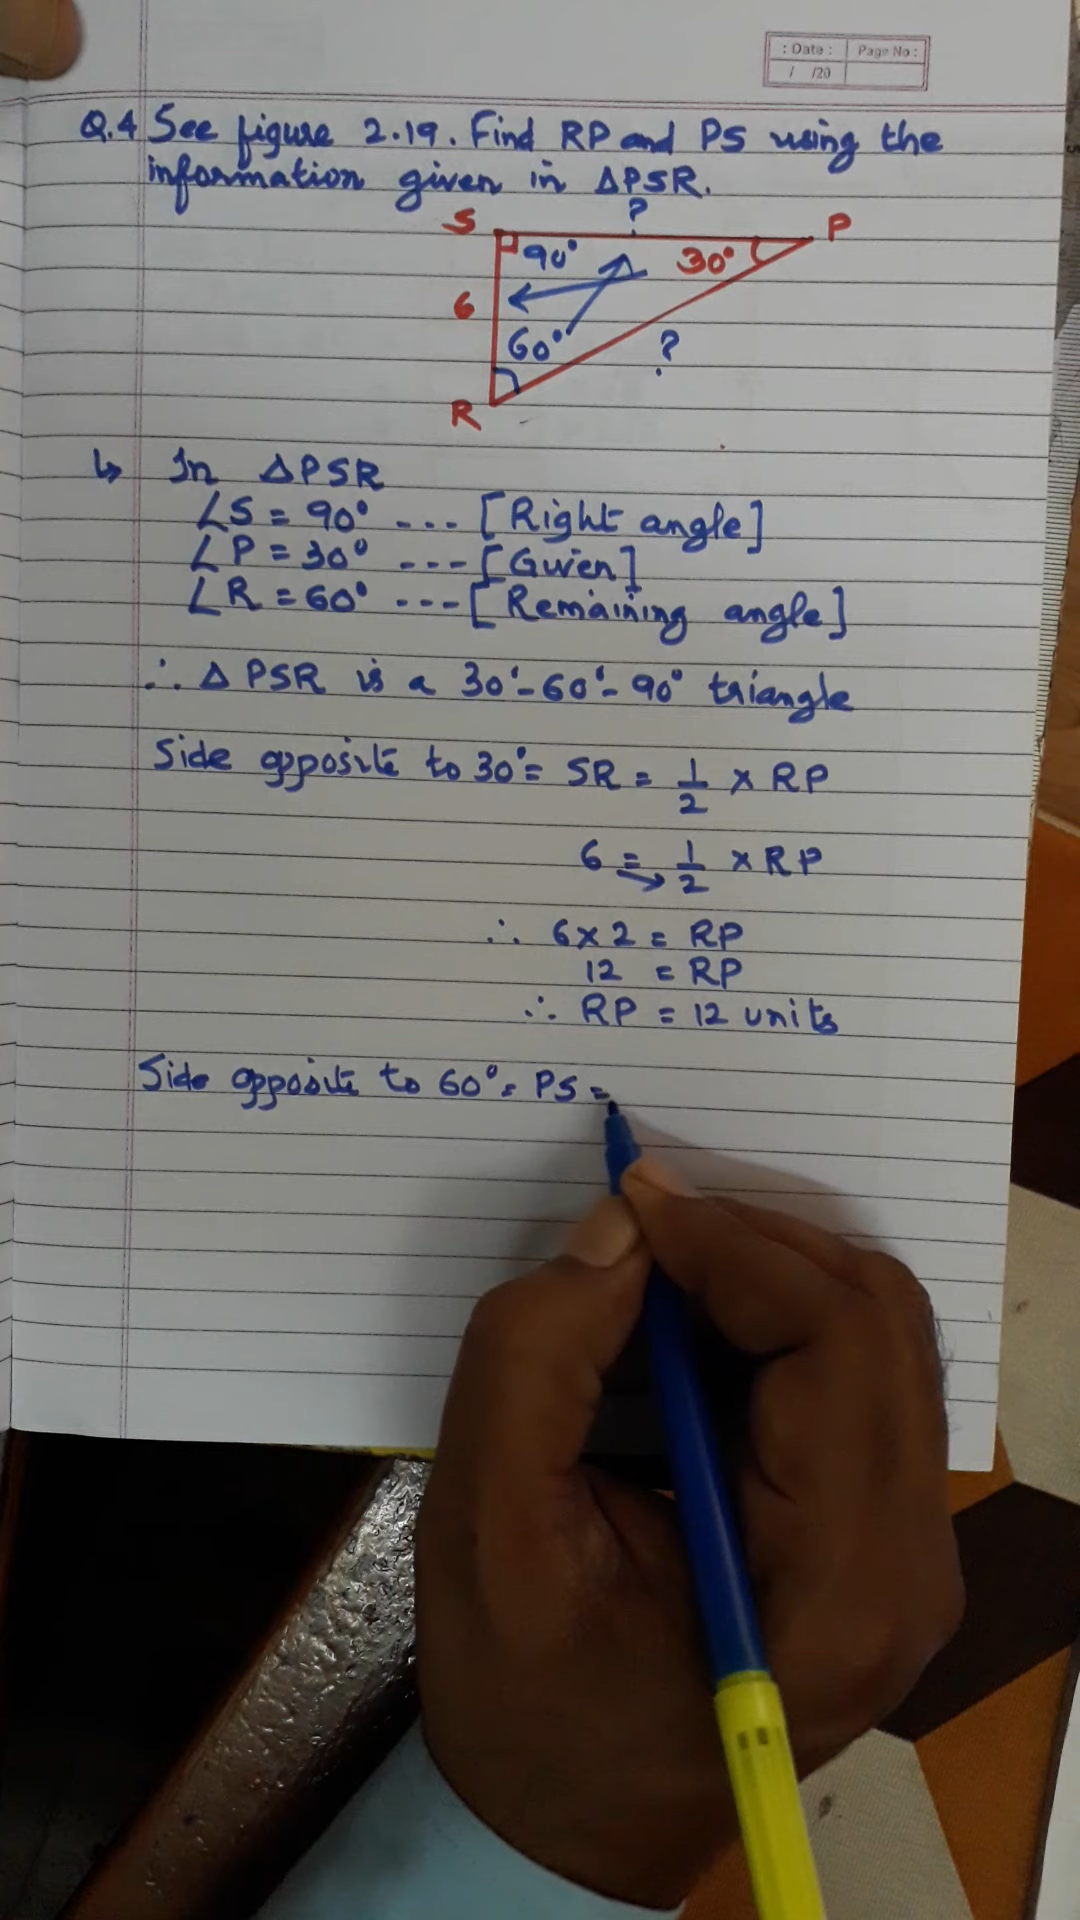 : Date :
Page No :
/ /20
Q.4 See figure 2.19. Find RP and PS using the
information given in ΔPSR.
S ? P
90° 30°
6
60° ?
R
↳ In ΔPSR
∠S = 90° --- [Right angle]
∠P = 30° --- [Given]
∠R = 60° --- [Remaining angle]
∴ Δ PSR is a 30°-60°-90° triangle
Side opposite to 30° = SR = 1/2 × RP
6 = 1/2 × RP
∴ 6 × 2 = RP
12 = RP
∴ RP = 12 units
Side opposite to 60° = PS =